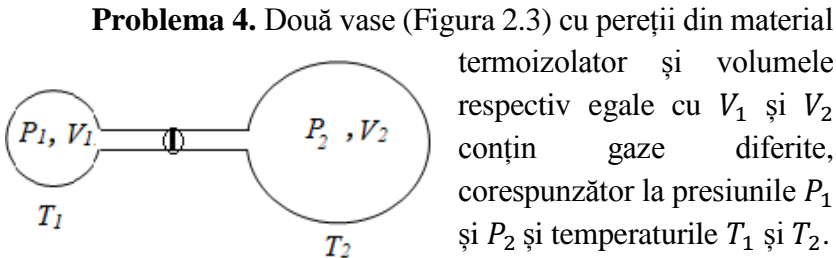 Problema 4. Două vase (Figura 2.3) cu pereții din material
termoizolator și volumele
respectiv egale cu V₁ și V₂
conțin gaze diferite,
corespunzător la presiunile P₁
și P₂ și temperaturile T₁ și T₂.
P₁, V₁
P₂ , V₂
T₁
T₂